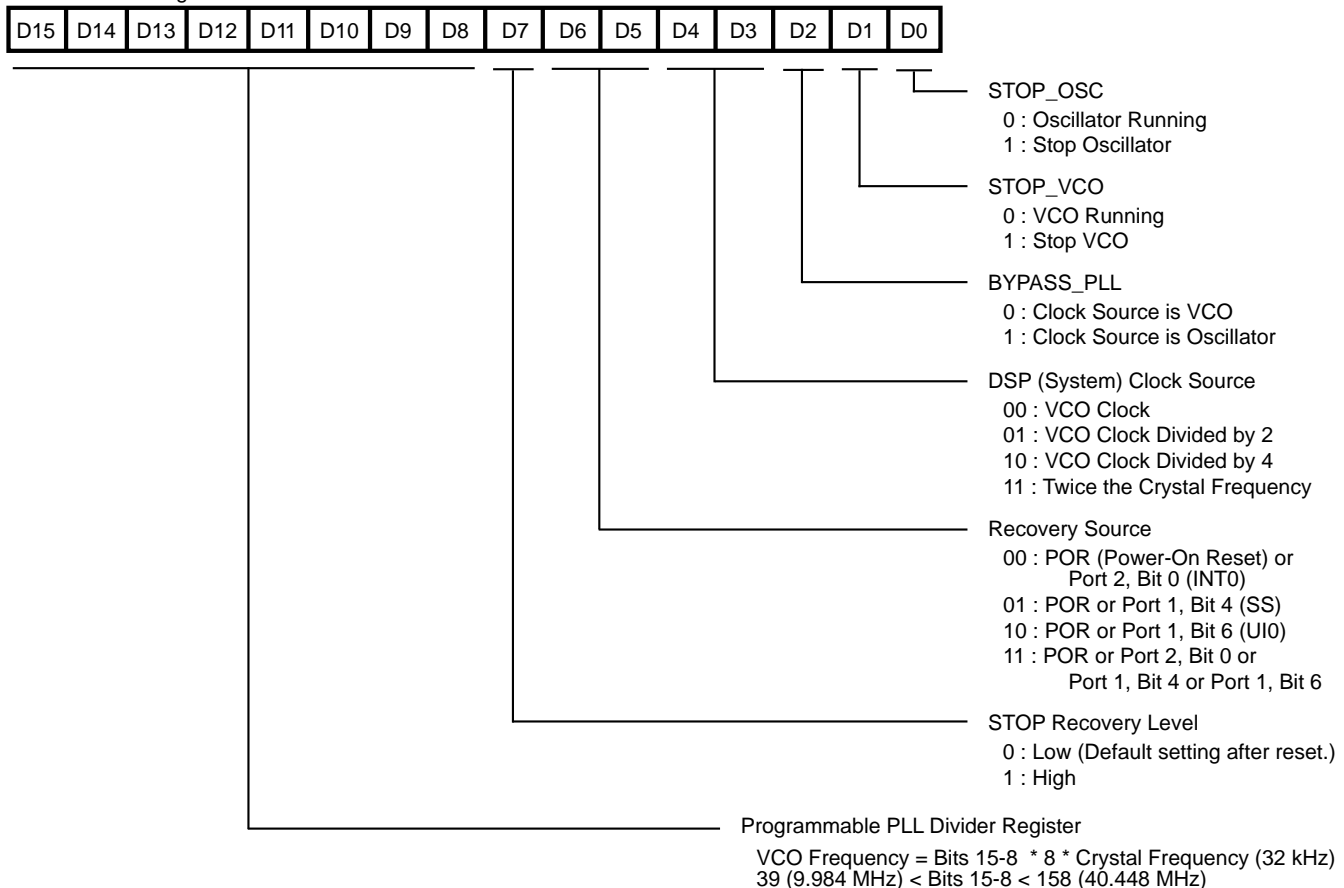 D15 D14 D13 D12 D11 D10 D9 D8 D7 D6 D5 D4 D3 D2 D1 D0
STOP_OSC
0 : Oscillator Running
1 : Stop Oscillator
STOP_VCO
0 : VCO Running
1 : Stop VCO
BYPASS_PLL
0 : Clock Source is VCO
1 : Clock Source is Oscillator
DSP (System) Clock Source
00 : VCO Clock
01 : VCO Clock Divided by 2
10 : VCO Clock Divided by 4
11 : Twice the Crystal Frequency
Recovery Source
00 : POR (Power-On Reset) or
Port 2, Bit 0 (INT0)
01 : POR or Port 1, Bit 4 (SS)
10 : POR or Port 1, Bit 6 (UI0)
11 : POR or Port 2, Bit 0 or
Port 1, Bit 4 or Port 1, Bit 6
STOP Recovery Level
0 : Low (Default setting after reset.)
1 : High
Programmable PLL Divider Register
VCO Frequency = Bits 15-8 * 8 * Crystal Frequency (32 kHz)
39 (9.984 MHz) < Bits 15-8 < 158 (40.448 MHz)